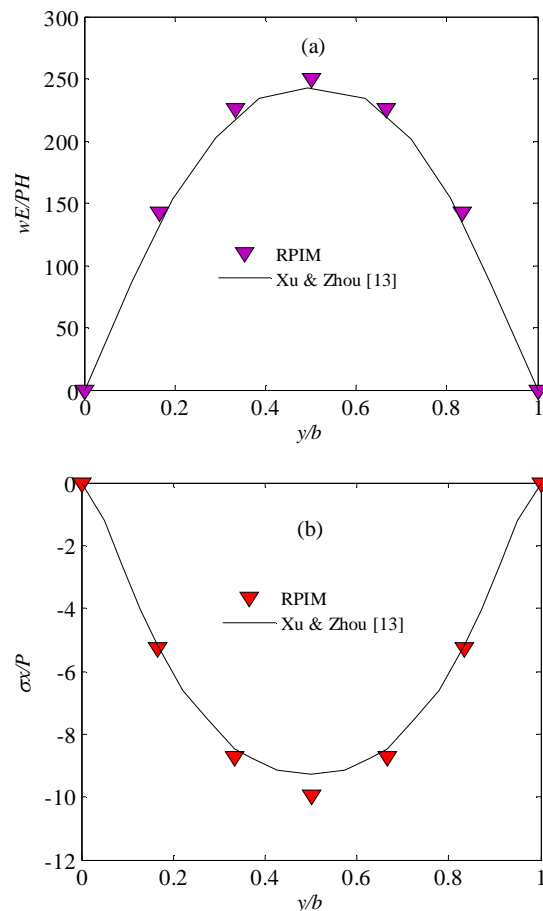 300
(a)
250
200
150
100
50
0
wE/PH
RPIM
Xu & Zhou [13]
0 0.2 0.4 0.6 0.8 1
y/b
0
(b)
-2
-4
-6
-8
-10
-12
σx/P
RPIM
Xu & Zhou [13]
0 0.2 0.4 0.6 0.8 1
y/b